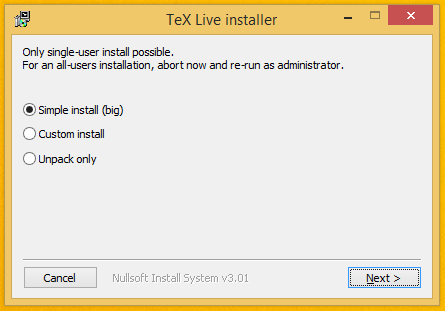 TeX Live installer
Only single-user install possible.
For an all-users installation, abort now and re-run as administrator.
Simple install (big)
Custom install
Unpack only
Cancel
Nullsoft Install System v3.01
Next >